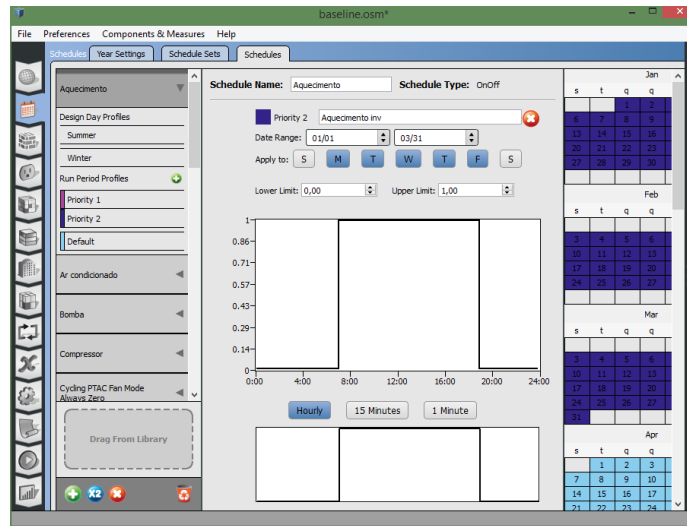 baseline.osm*
File Preferences Components & Measures Help
Schedules Year Settings Schedule Sets Schedules
Aquecimento
Design Day Profiles
Summer
Winter
Run Period Profiles
Priority 1
Priority 2
Default
Ar condicionado
Bomba
Compressor
Cycling PTAC Fan Mode
Always Zero
Drag From Library
X2
Schedule Name: Aquecimento Schedule Type: OnOff
Priority 2 Aquecimento inv
Date Range: 01/01 03/31
Apply to: S M T W T F S
Lower Limit: 0,00 Upper Limit: 1,00
1
0.86
0.71
0.57
0.43
0.29
0.14
0
0:00 4:00 8:00 12:00 16:00 20:00 24:00
Hourly 15 Minutes 1 Minute
Jan
s t q q
1 2
6 7 8 9
13 14 15 16
20 21 22 23
27 28 29 30
Feb
s t q q
3 4 5 6
10 11 12 13
17 18 19 20
24 25 26 27
Mar
s t q q
3 4 5 6
10 11 12 13
17 18 19 20
24 25 26 27
31
Apr
s t q q
1 2 3
7 8 9 10
14 15 16 17
21 22 23 24